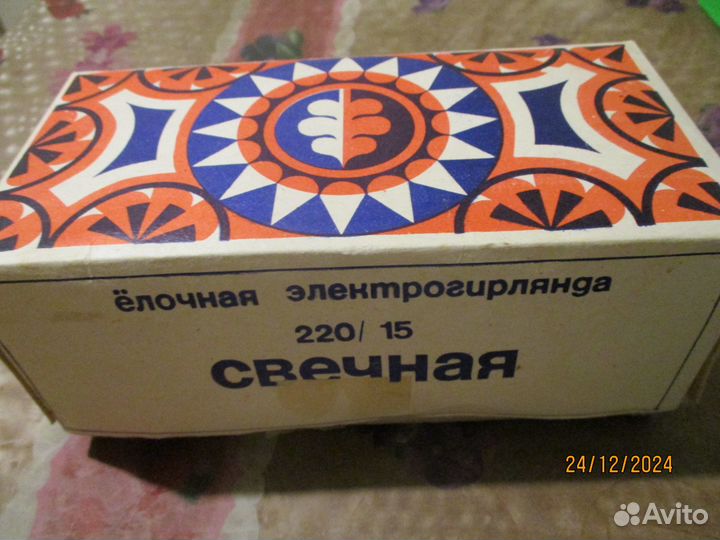 ёлочная электрогирлянда
220/ 15
свечная
24/12/2024
Avito